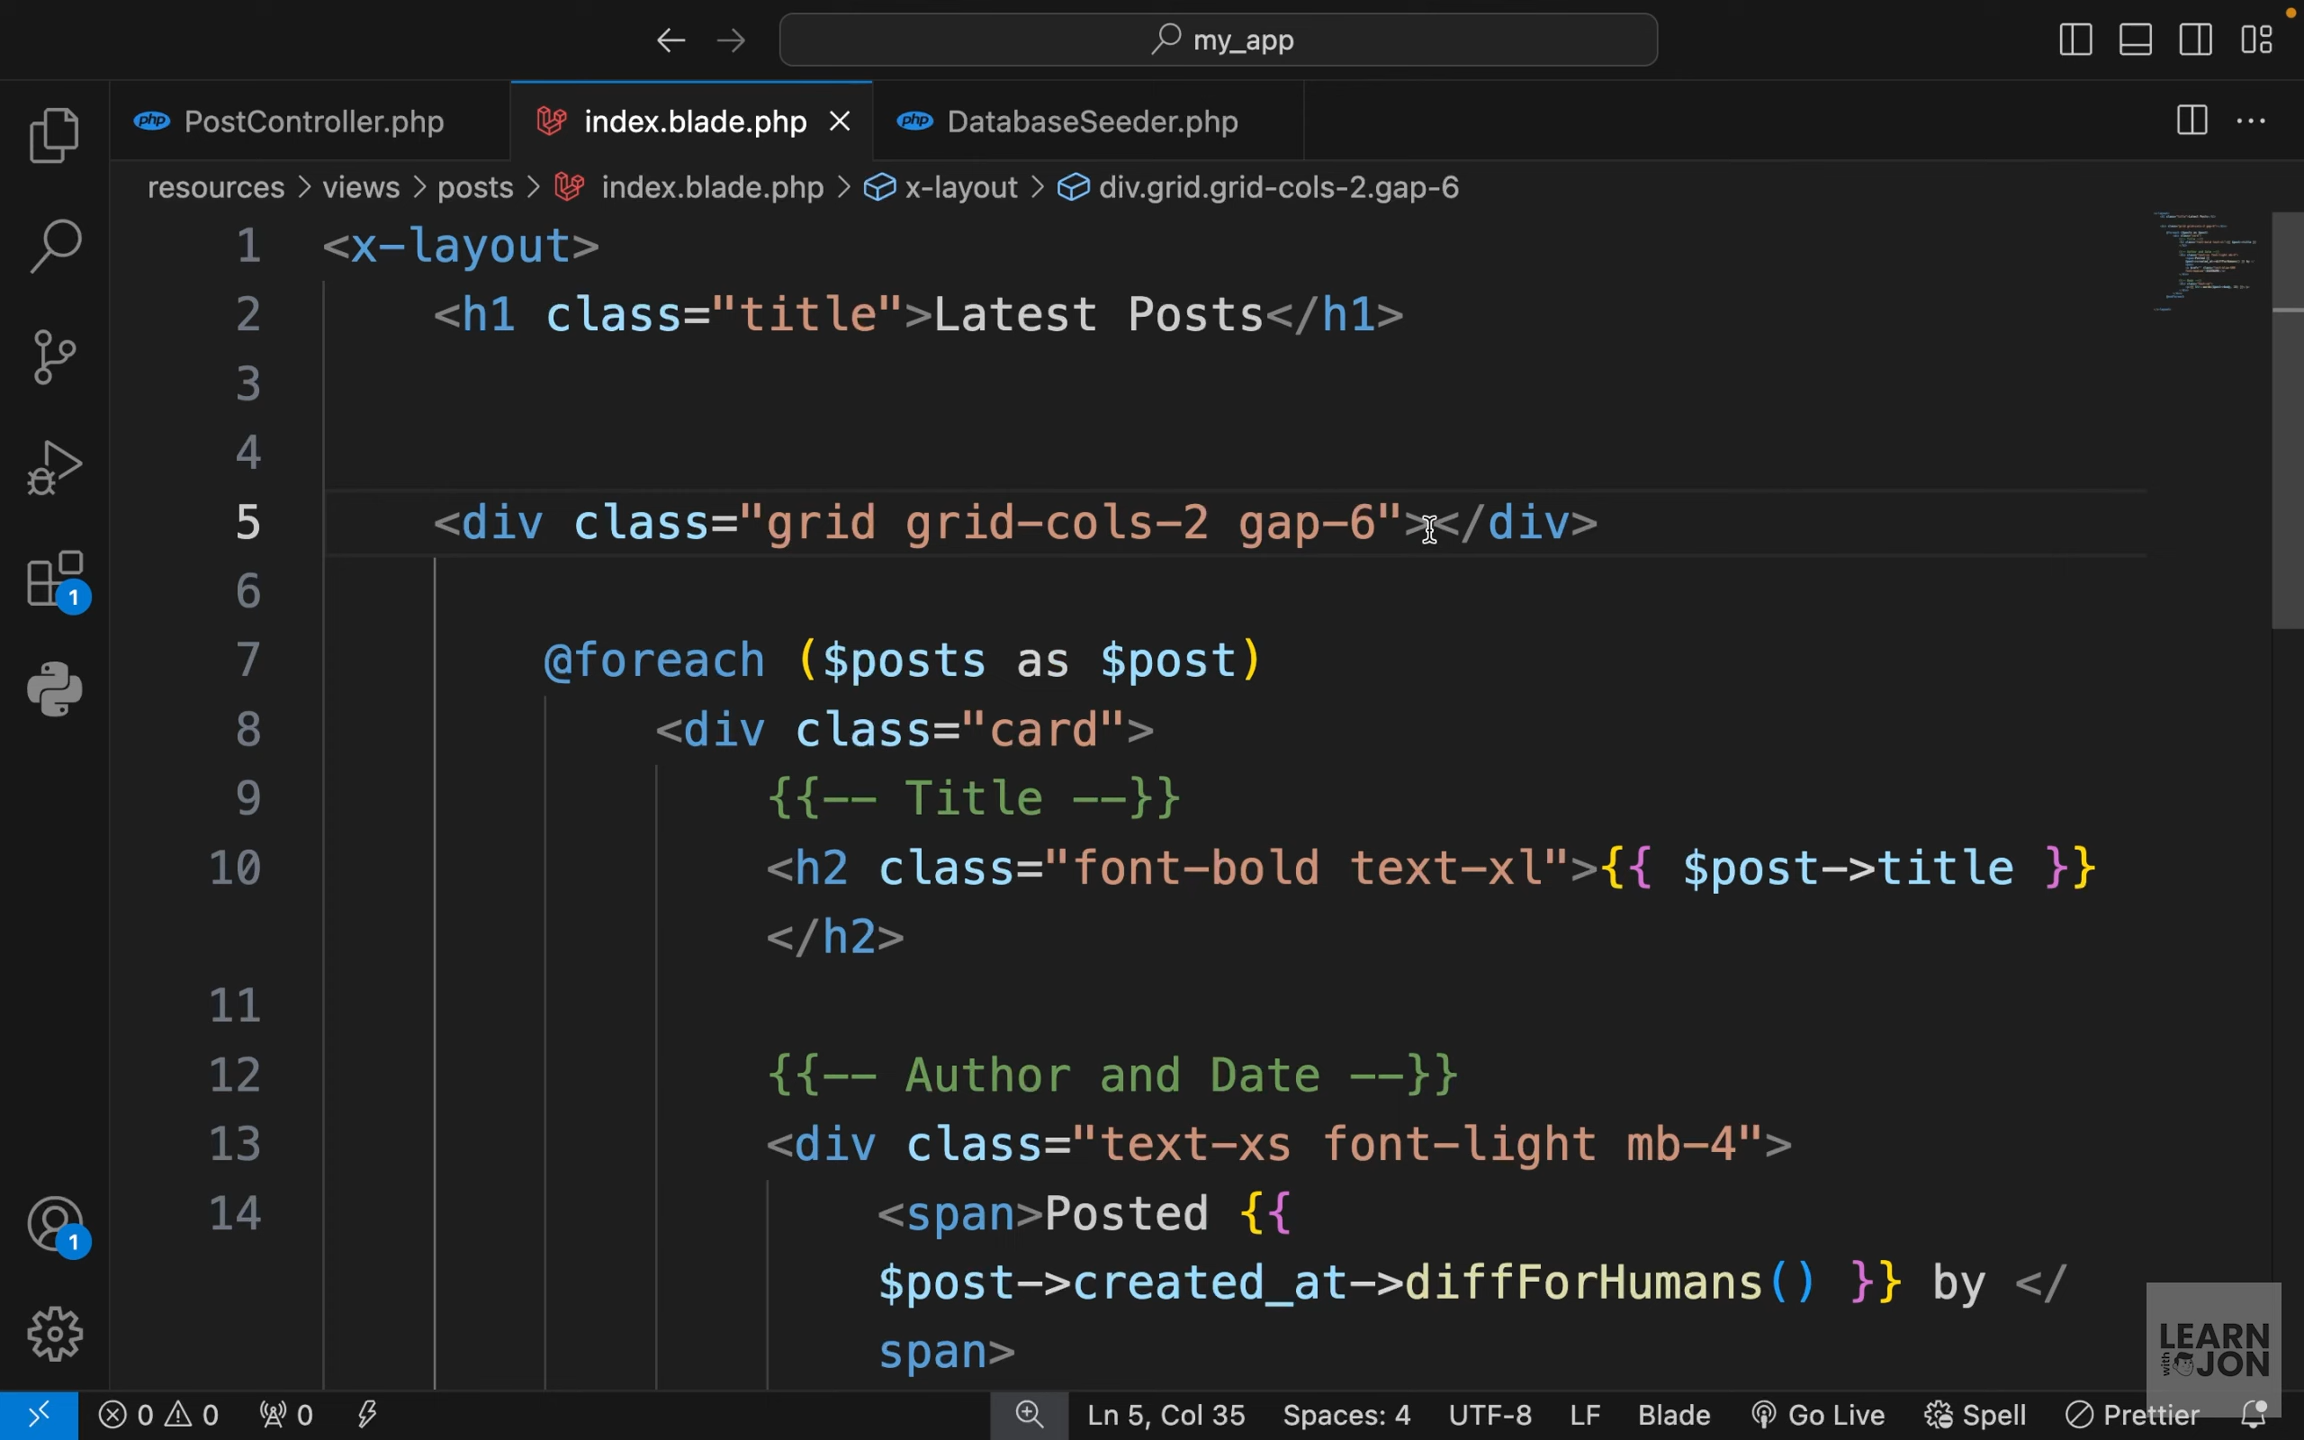 my_app
PostController.php
index.blade.php
DatabaseSeeder.php
resources > views > posts > index.blade.php > x-layout > div.grid.grid-cols-2.gap-6
1 <x-layout>
2 <h1 class="title">Latest Posts</h1>
3
4
5 <div class="grid grid-cols-2 gap-6"></div>
6
7 @foreach ($posts as $post)
8 <div class="card">
9 {{-- Title --}}
10 <h2 class="font-bold text-xl">{{ $post->title }}
</h2>
11
12 {{-- Author and Date --}}
13 <div class="text-xs font-light mb-4">
14 <span>Posted {{
$post->created_at->diffForHumans() }} by </
span>
php
php
1
1
LEARN
with JON
0 0 0 Ln 5, Col 35 Spaces: 4 UTF-8 LF Blade Go Live Spell Prettier